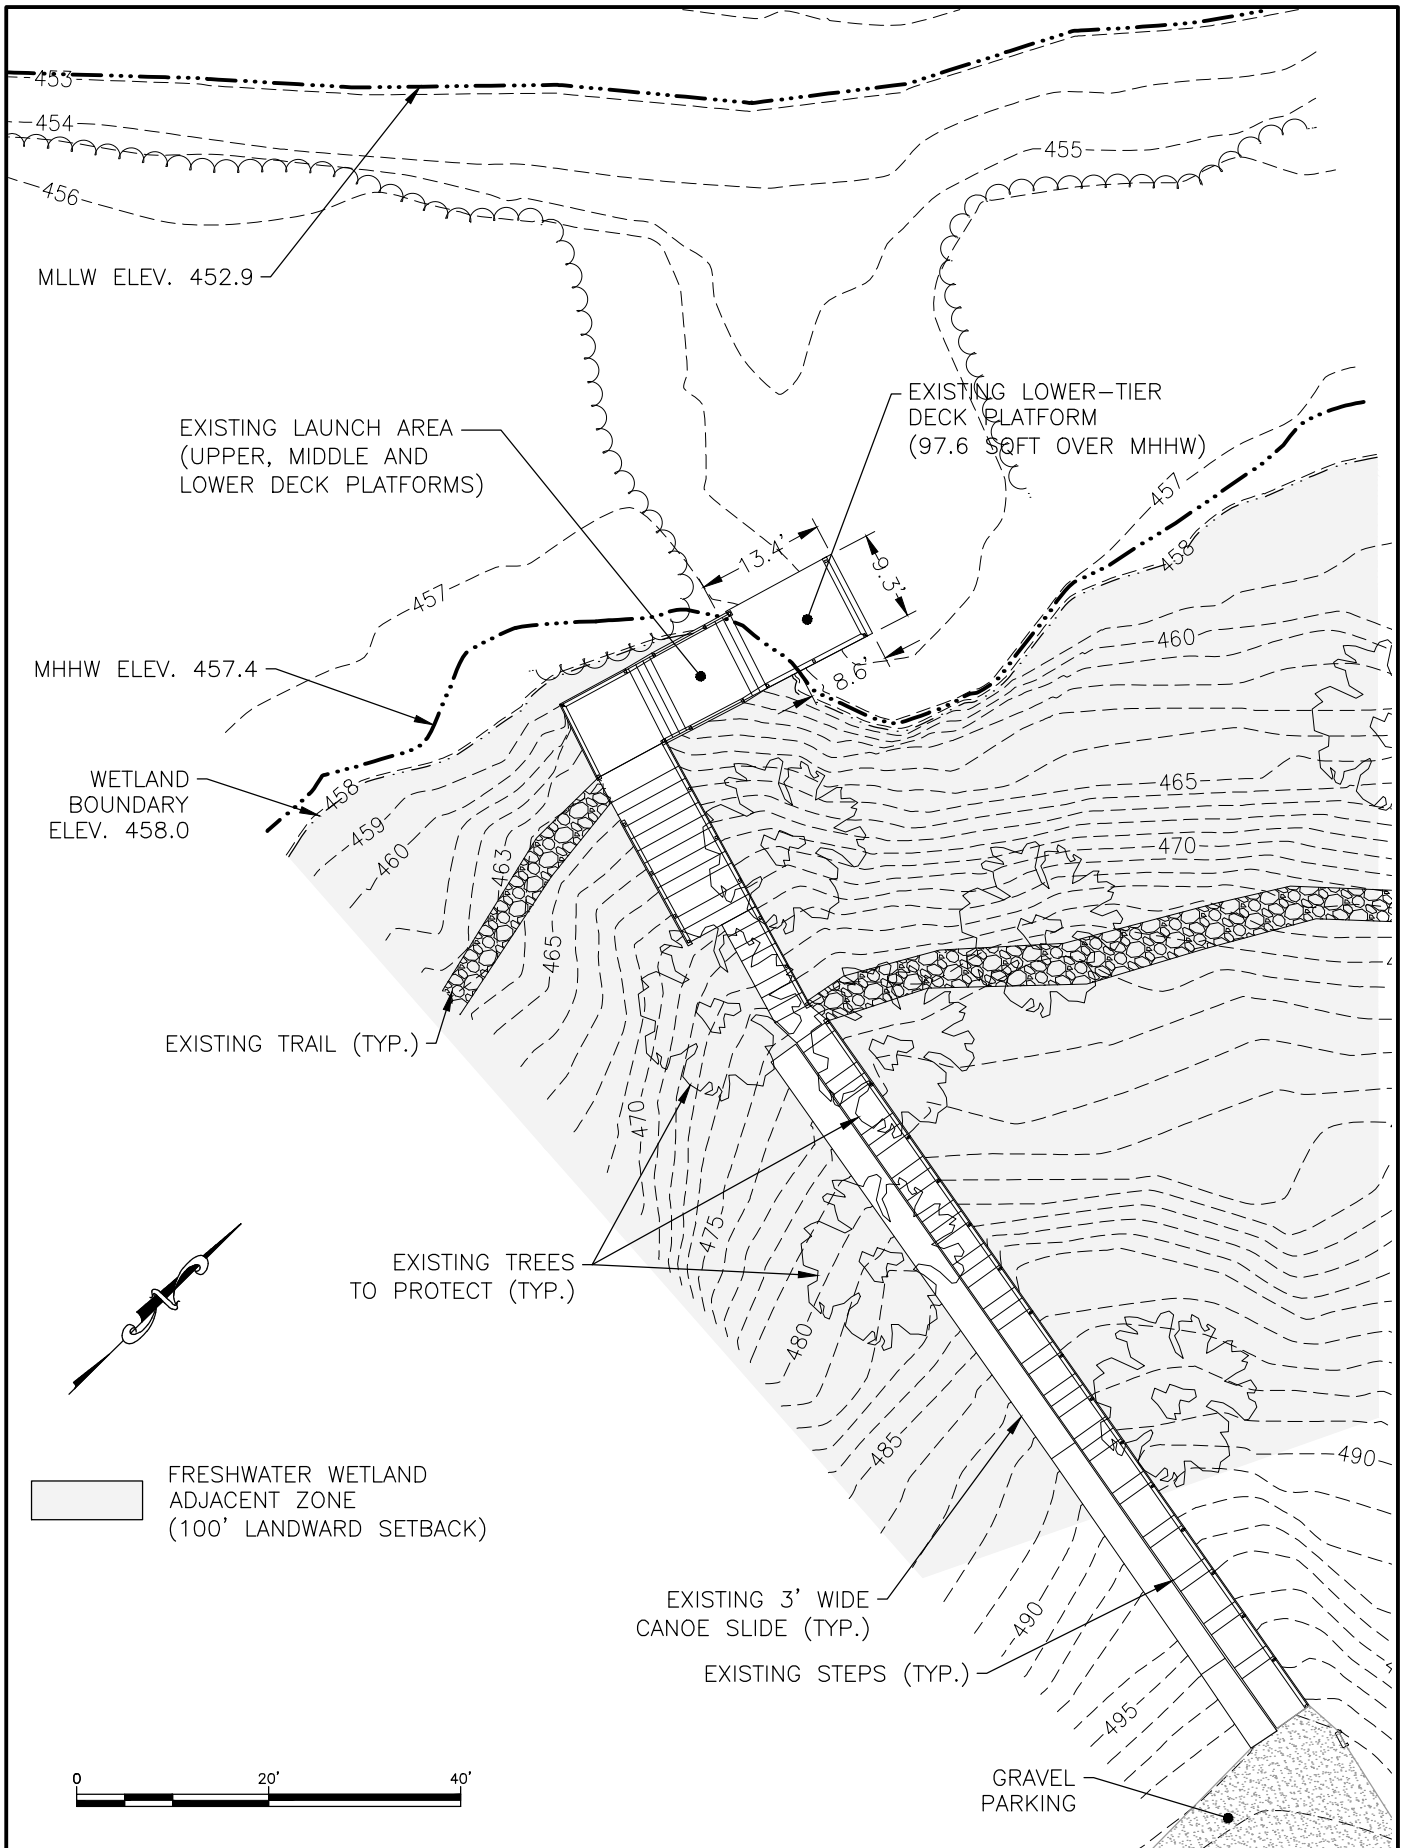 453
454
455
456
MLLW ELEV. 452.9
EXISTING LOWER-TIER
DECK PLATFORM
(97.6 SQFT OVER MHHW)
EXISTING LAUNCH AREA
(UPPER, MIDDLE AND
LOWER DECK PLATFORMS)
457
458
13.4'
9.3'
8.6'
457
460
MHHW ELEV. 457.4
WETLAND
BOUNDARY
ELEV. 458.0
458
459
460
463
465
465
470
EXISTING TRAIL (TYP.)
470
475
EXISTING TREES
TO PROTECT (TYP.)
480
485
490
FRESHWATER WETLAND
ADJACENT ZONE
(100' LANDWARD SETBACK)
EXISTING 3' WIDE
CANOE SLIDE (TYP.)
490
EXISTING STEPS (TYP.)
495
GRAVEL
PARKING
0 20' 40'